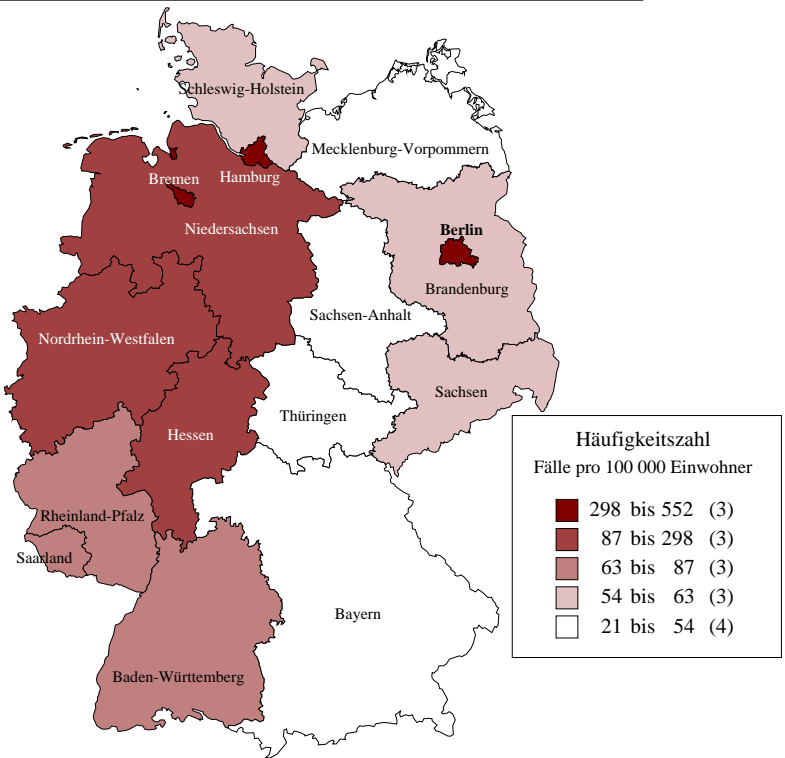 Schleswig-Holstein
Mecklenburg-Vorpommern
Bremen
Hamburg
Niedersachsen
Berlin
Brandenburg
Sachsen-Anhalt
Nordrhein-Westfalen
Sachsen
Thüringen
Hessen
Rheinland-Pfalz
Saarland
Bayern
Baden-Württemberg
Häufigkeitszahl
Fälle pro 100 000 Einwohner
298 bis 552 (3)
87 bis 298 (3)
63 bis 87 (3)
54 bis 63 (3)
21 bis 54 (4)